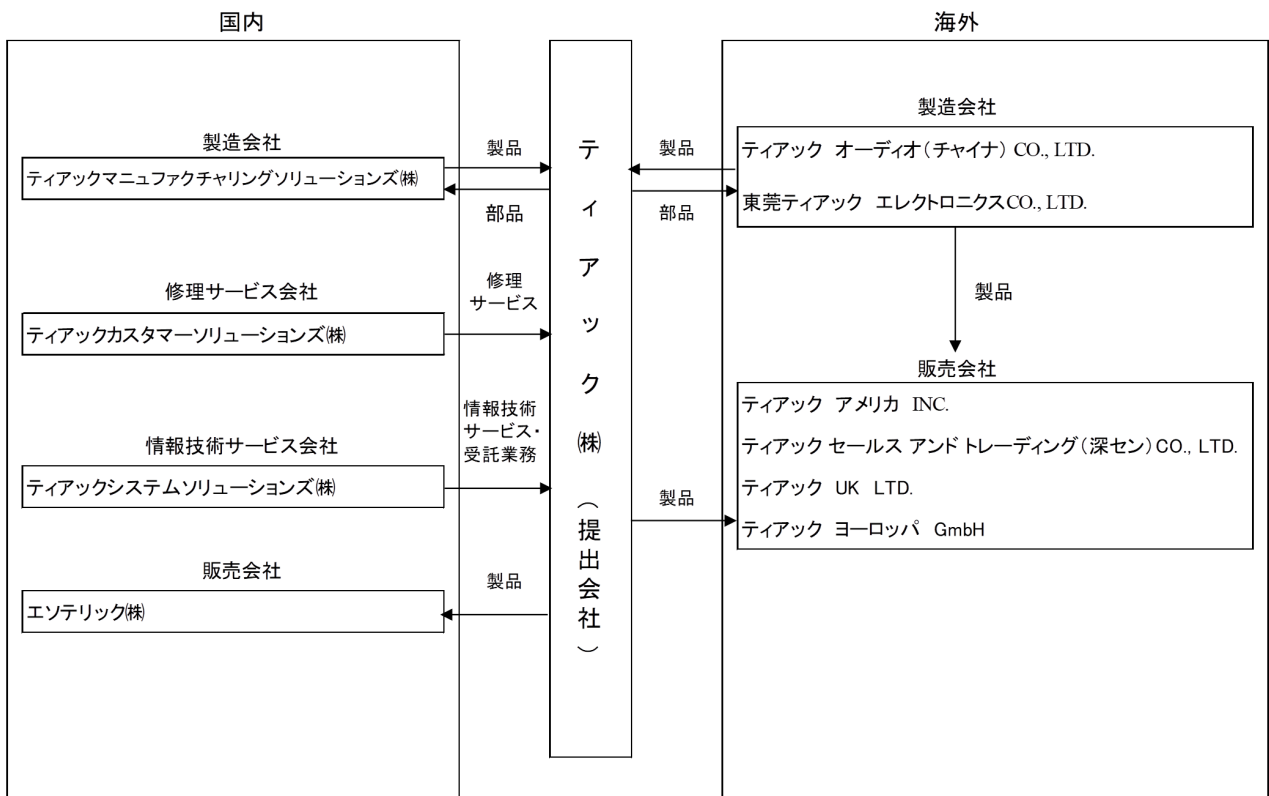 国内
製造会社
ティアックマニュファクチャリングソリューションズ㈱
修理サービス会社
ティアックカスタマーソリューションズ㈱
情報技術サービス会社
ティアックシステムソリューションズ㈱
販売会社
エソテリック㈱
製品
部品
修理
サービス
情報技術
サービス・
受託業務
製品
ティアック㈱（提出会社）
製品
部品
製品
海外
製造会社
ティアック　オーディオ（チャイナ）CO., LTD.
東莞ティアック　エレクトロニクスCO., LTD.
製品
販売会社
ティアック　アメリカ　INC.
ティアック セールス アンド トレーディング（深セン）CO., LTD.
ティアック　UK　LTD.
ティアック　ヨーロッパ　GmbH